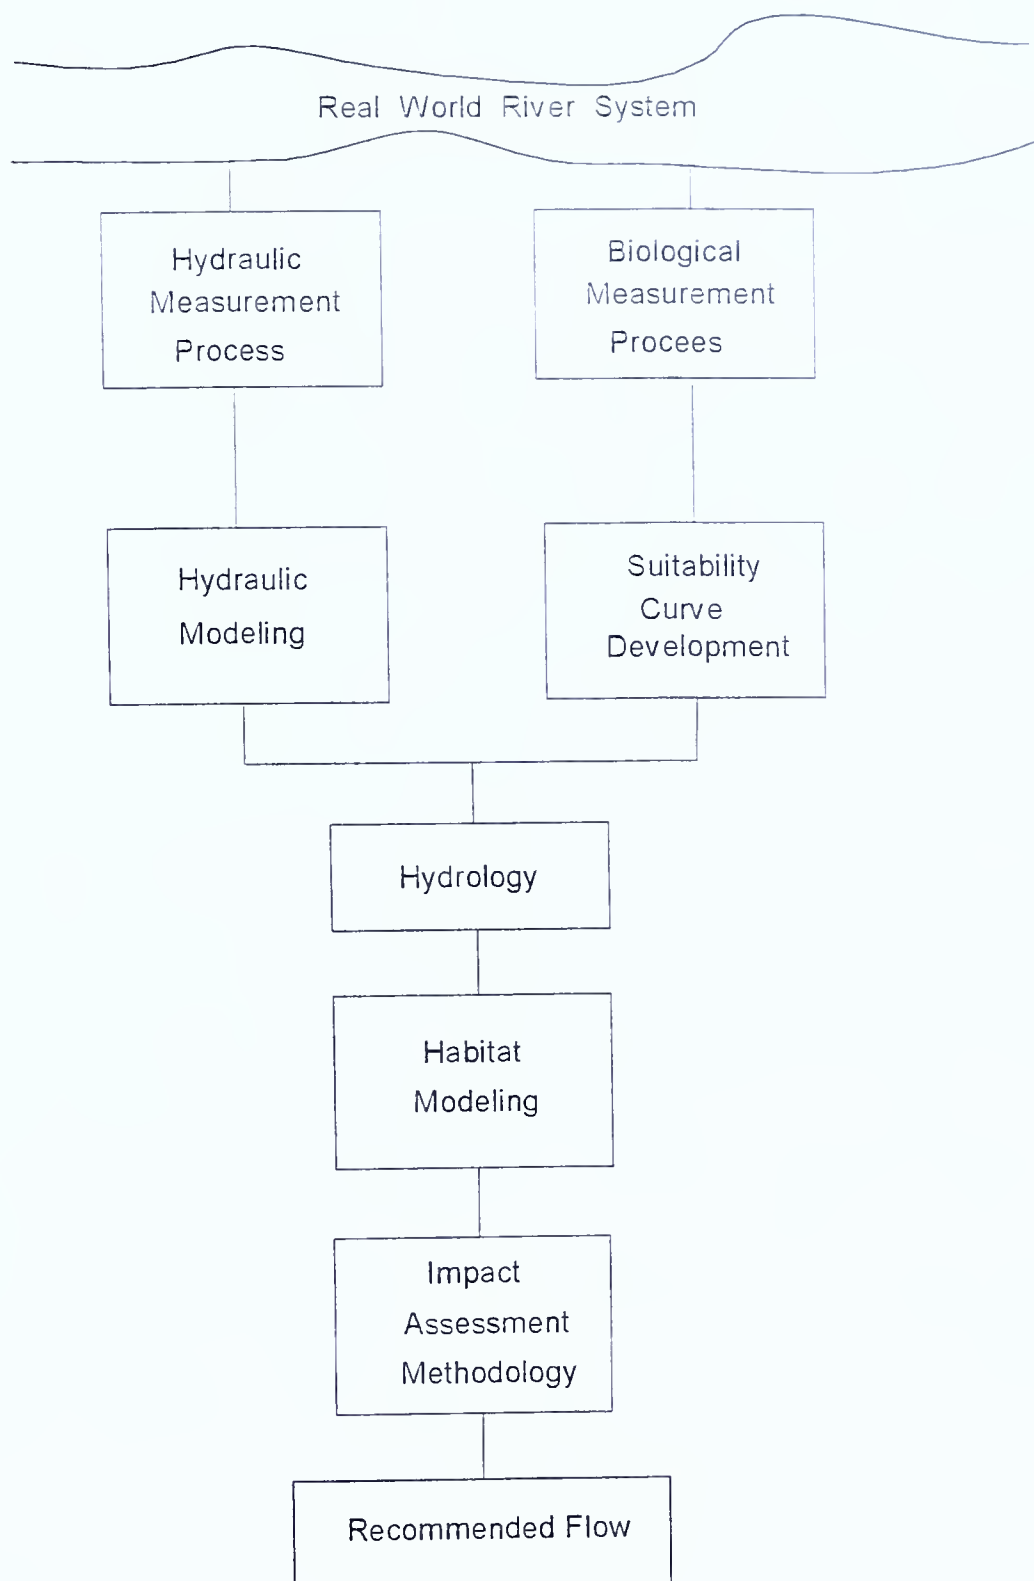 Real World River System
Hydraulic
Measurement
Process
Biological
Measurement
Procees
Hydraulic
Modeling
Suitability
Curve
Development
Hydrology
Habitat
Modeling
Impact
Assessment
Methodology
Recommended Flow